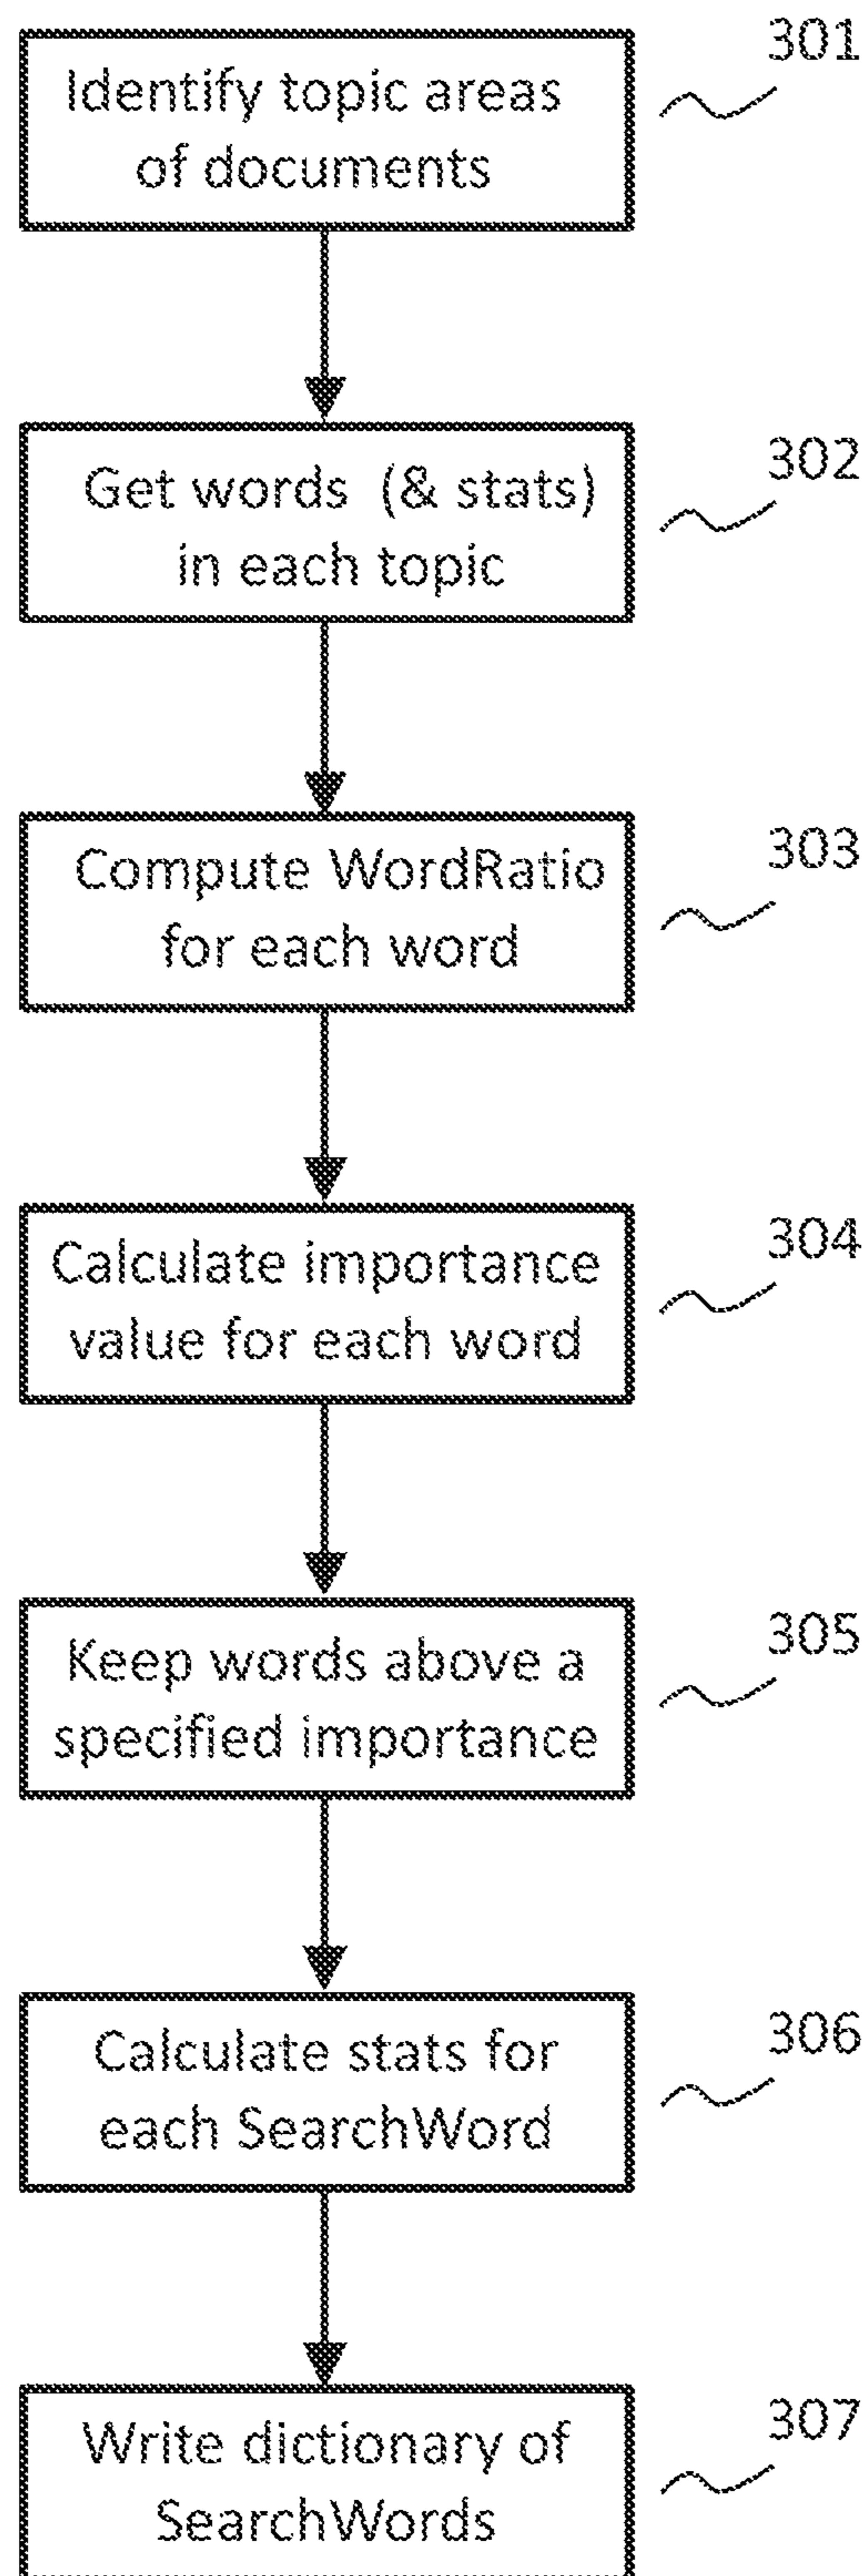 301
Identify topic areas
of documents
302
Get words (& stats)
in each topic
303
Compute WordRatio
for each word
304
Calculate importance
value for each word
305
Keep words above a
specified importance
306
Calculate stats for
each SearchWord
307
Write dictionary of
SearchWords